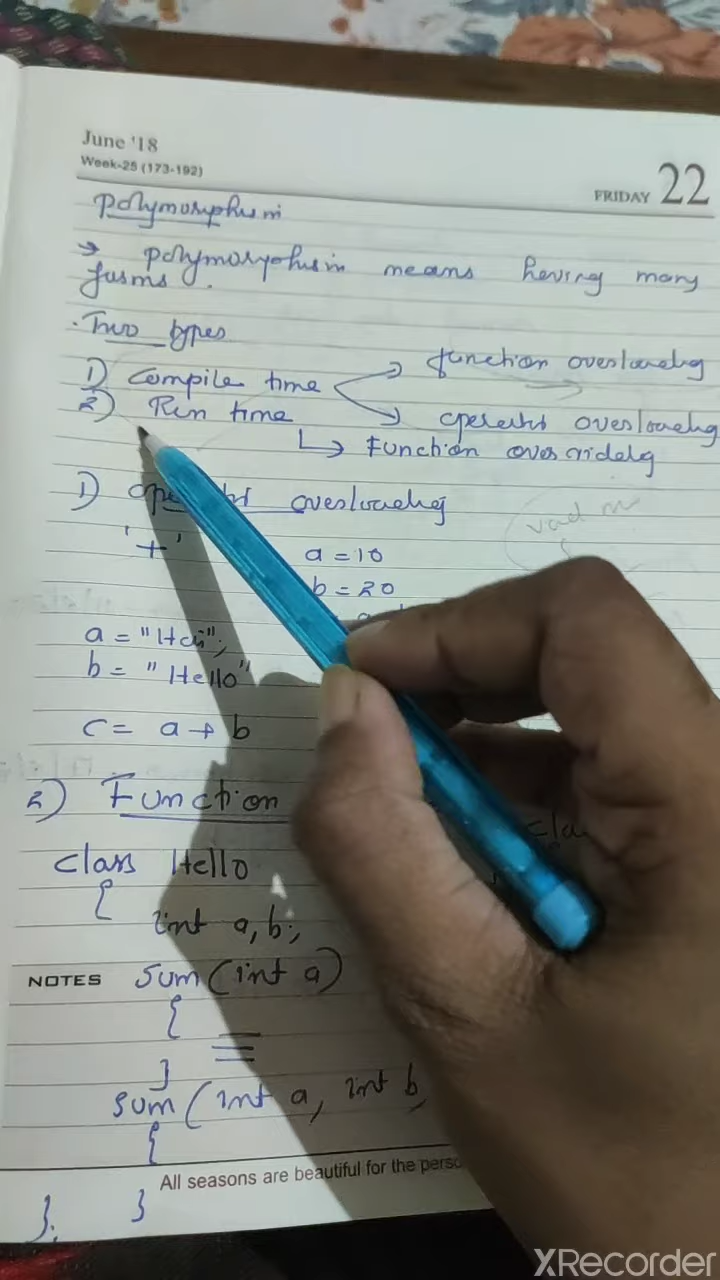 June '18
Week-25 (173-192)
FRIDAY 22
Polymorphism
→ polymorphism means having many
forms.
. Two types
1) Compile time → function overloading
→ operator overloading
2) Run time
↳ Function overriding
1) operator overloading
'+'
a = 10
b = 20
a = "Hai";
b = "Hello"
c = a + b
2) Function
class Hello
{
int a, b;
NOTES
sum (int a)
{
}
sum (int a, int b,
{
All seasons are beautiful for the
}
};
XRecorder